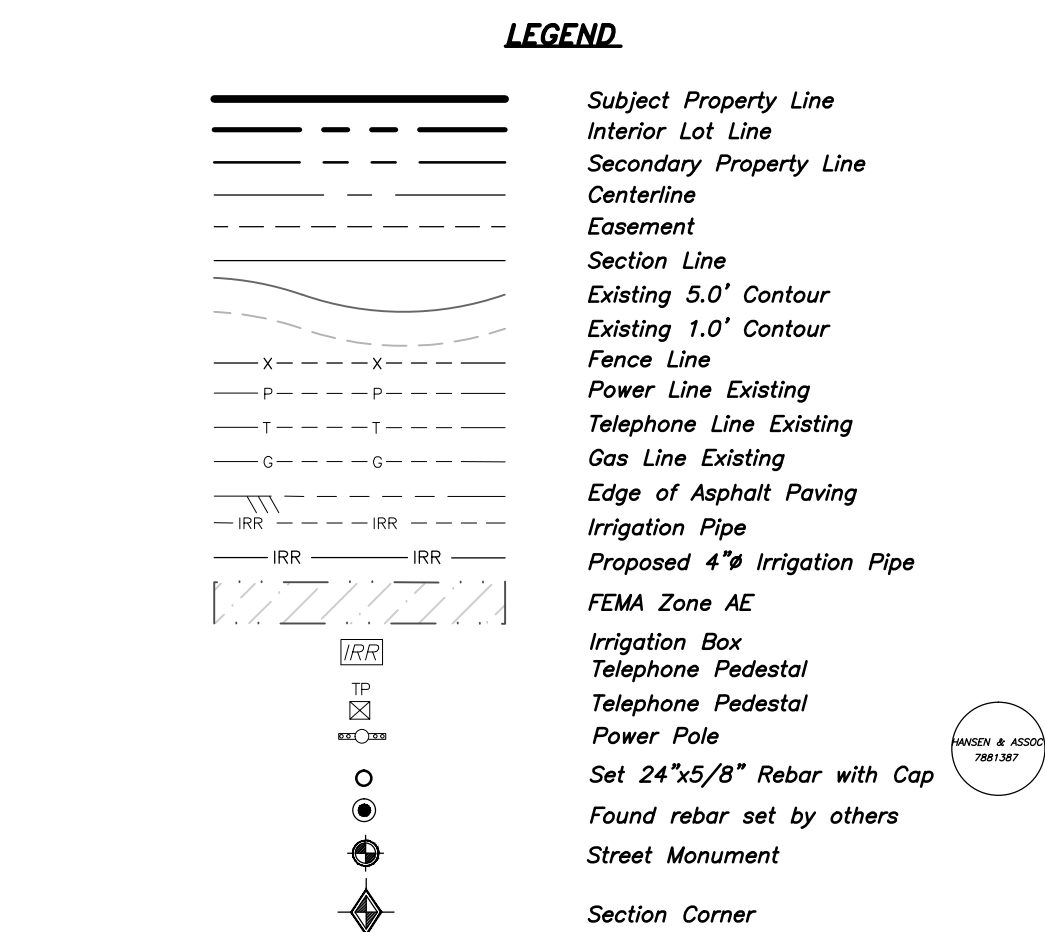 LEGEND
Subject Property Line
Interior Lot Line
Secondary Property Line
Centerline
Easement
Section Line
Existing 5.0' Contour
Existing 1.0' Contour
X X Fence Line
P P Power Line Existing
T T Telephone Line Existing
G G Gas Line Existing
Edge of Asphalt Paving
IRR IRR Irrigation Pipe
IRR IRR Proposed 4"ø Irrigation Pipe
FEMA Zone AE
IRR Irrigation Box
Telephone Pedestal
TP Telephone Pedestal
Power Pole
Set 24"x5/8" Rebar with Cap
HANSEN & ASSOC
7881387
Found rebar set by others
Street Monument
Section Corner